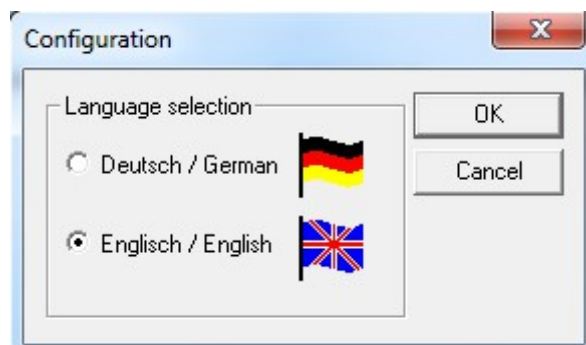 Configuration
Language selection
Deutsch / German
Englisch / English
OK
Cancel